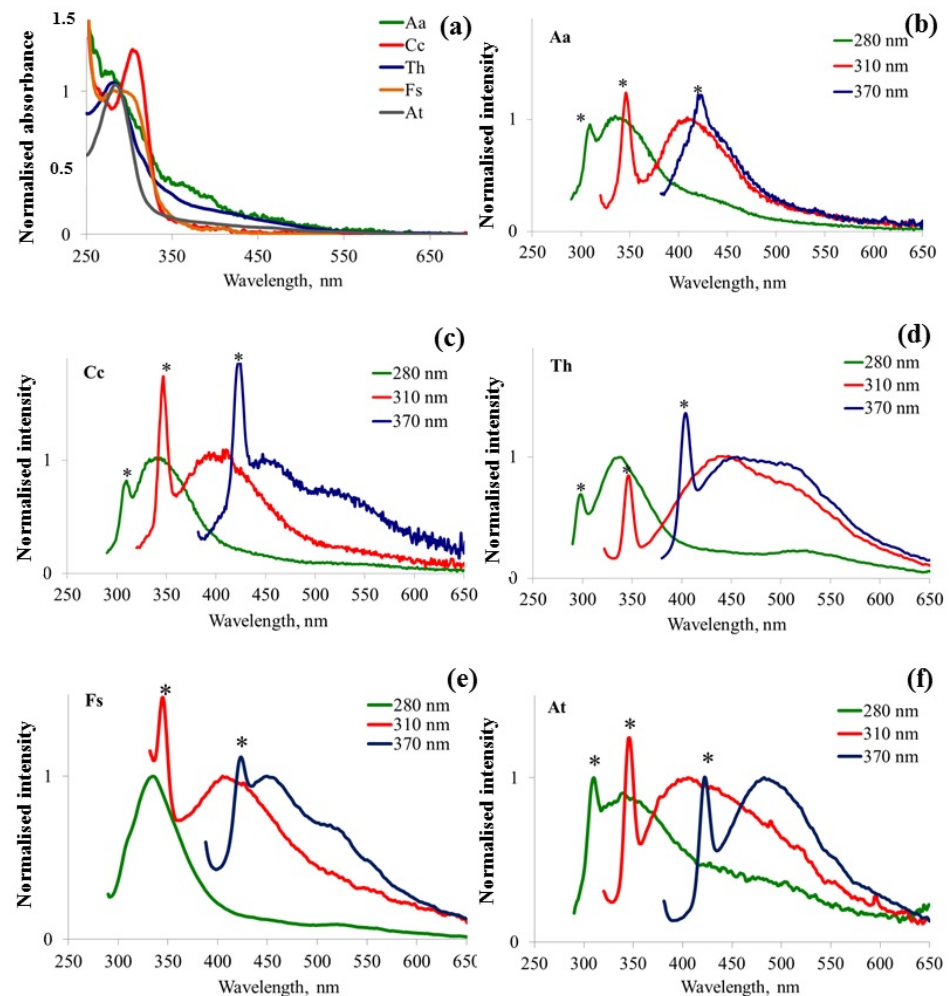 (a)
1.5
1
0.5
0
250 350 450 550 650
Normalised absorbance
Wavelength, nm
Aa
Cc
Th
Fs
At
(b)
Aa
280 nm
310 nm
370 nm
* * *
1
0
250 300 350 400 450 500 550 600 650
Normalised intensity
Wavelength, nm
(c)
Cc
280 nm
310 nm
370 nm
* * *
1
0
250 300 350 400 450 500 550 600 650
Normalised intensity
Wavelength, nm
(d)
Th
280 nm
310 nm
370 nm
* * *
1
0
250 300 350 400 450 500 550 600 650
Normalised intensity
Wavelength, nm
(e)
Fs
280 nm
310 nm
370 nm
* *
1
0
250 300 350 400 450 500 550 600 650
Normalised intensity
Wavelength, nm
(f)
At
280 nm
310 nm
370 nm
* * *
1
0
250 300 350 400 450 500 550 600 650
Normalised intensity
Wavelength, nm